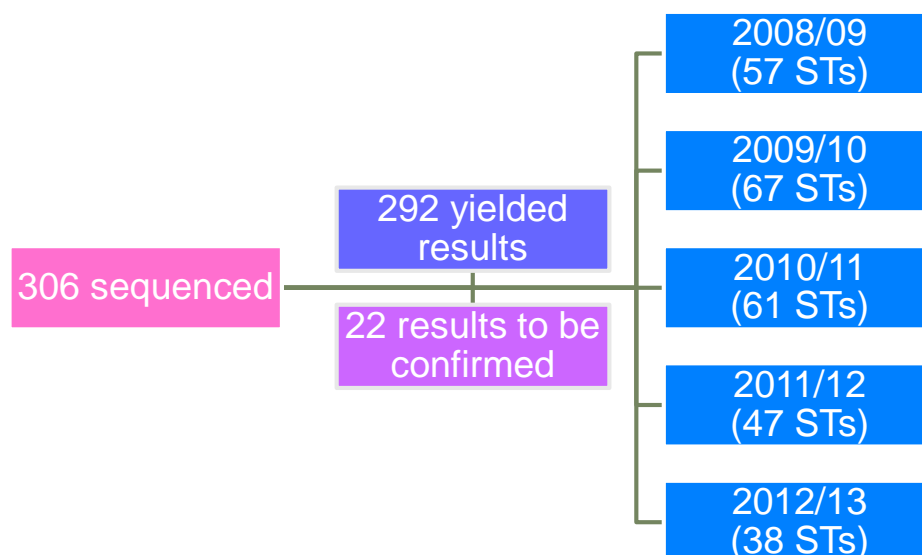 306 sequenced
292 yielded
results
22 results to be
confirmed
2008/09
(57 STs)
2009/10
(67 STs)
2010/11
(61 STs)
2011/12
(47 STs)
2012/13
(38 STs)